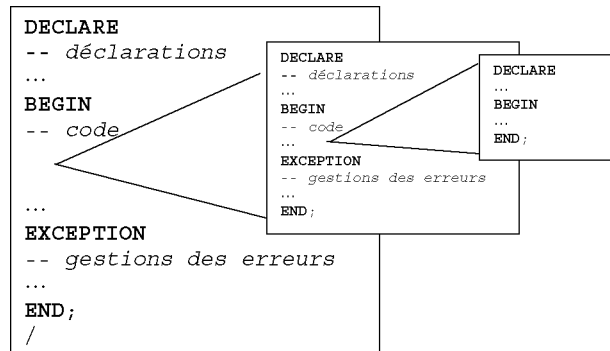 DECLARE
-- déclarations
...
BEGIN
-- code
...
EXCEPTION
-- gestions des erreurs
...
END;
/
DECLARE
-- déclarations
...
BEGIN
-- code
...
EXCEPTION
-- gestions des erreurs
...
END;
DECLARE
...
BEGIN
...
END;